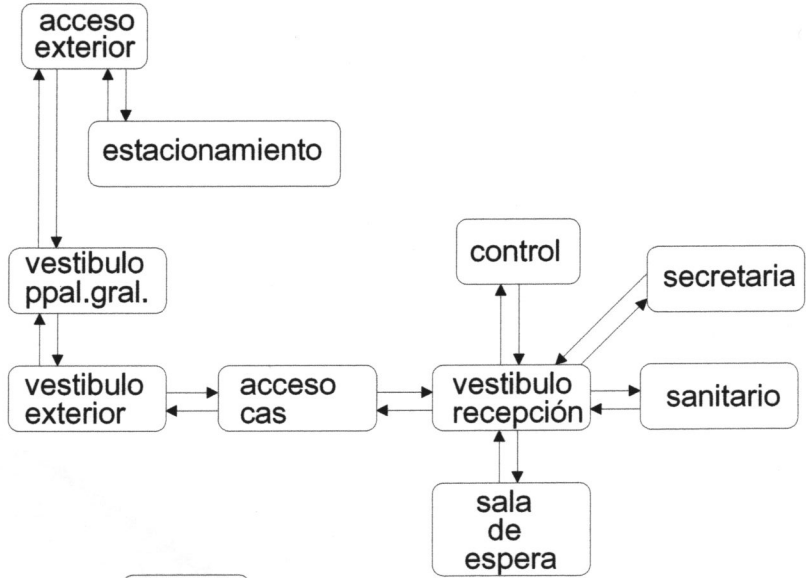 acceso
exterior
estacionamiento
vestibulo
ppal.gral.
control
secretaria
vestibulo
exterior
acceso
cas
vestibulo
recepción
sanitario
sala
de
espera